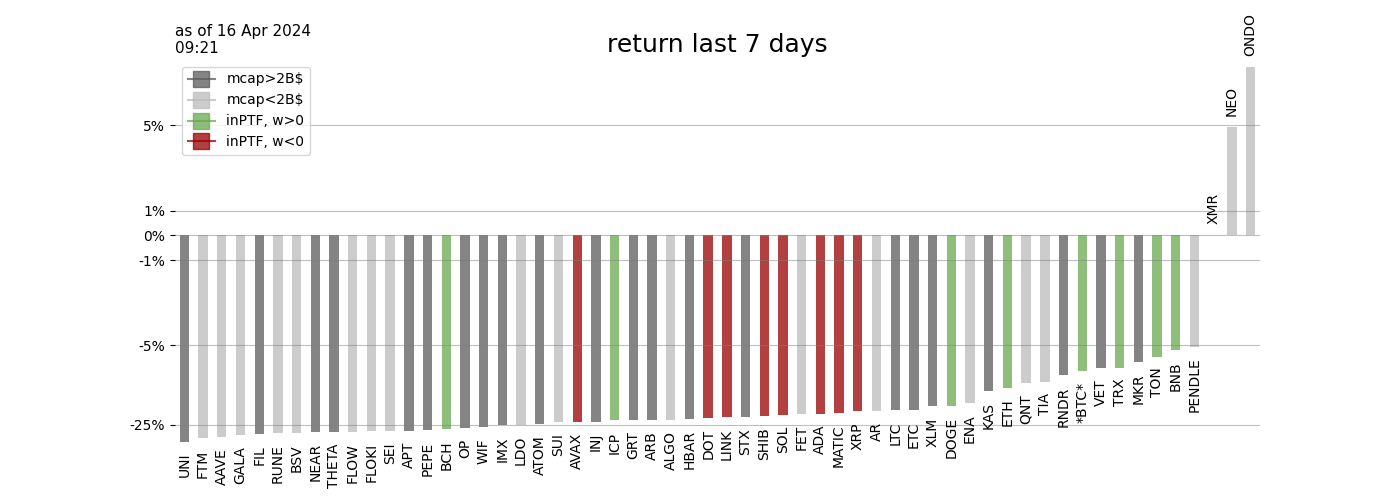 as of 16 Apr 2024
09:21
return last 7 days
mcap>2B$
mcap<2B$
inPTF, w>0
inPTF, w<0
5%
1%
0%
-1%
-5%
-25%
UNI
FTM
AAVE
GALA
FIL
RUNE
BSV
NEAR
THETA
FLOW
FLOKI
SEI
APT
PEPE
BCH
OP
WIF
IMX
LDO
ATOM
SUI
AVAX
INJ
ICP
GRT
ARB
ALGO
HBAR
DOT
LINK
STX
SHIB
SOL
FET
ADA
MATIC
XRP
AR
LTC
ETC
XLM
DOGE
ENA
KAS
ETH
QNT
TIA
RNDR
*BTC*
VET
TRX
MKR
TON
BNB
PENDLE
XMR
NEO
ONDO